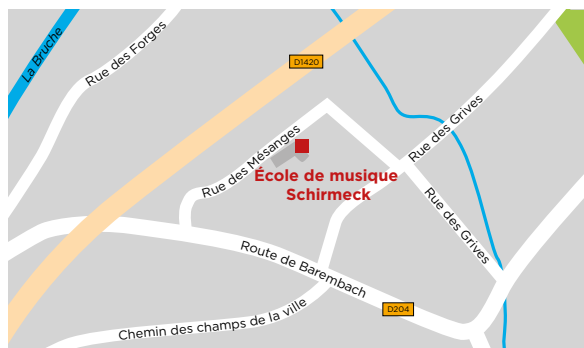 La Bruche
Rue des Forges
D1420
Rue des Mésanges
Rue des Grives
École de musique
Schirmeck
Rue des Grives
Route de Barembach
D204
Chemin des champs de la ville